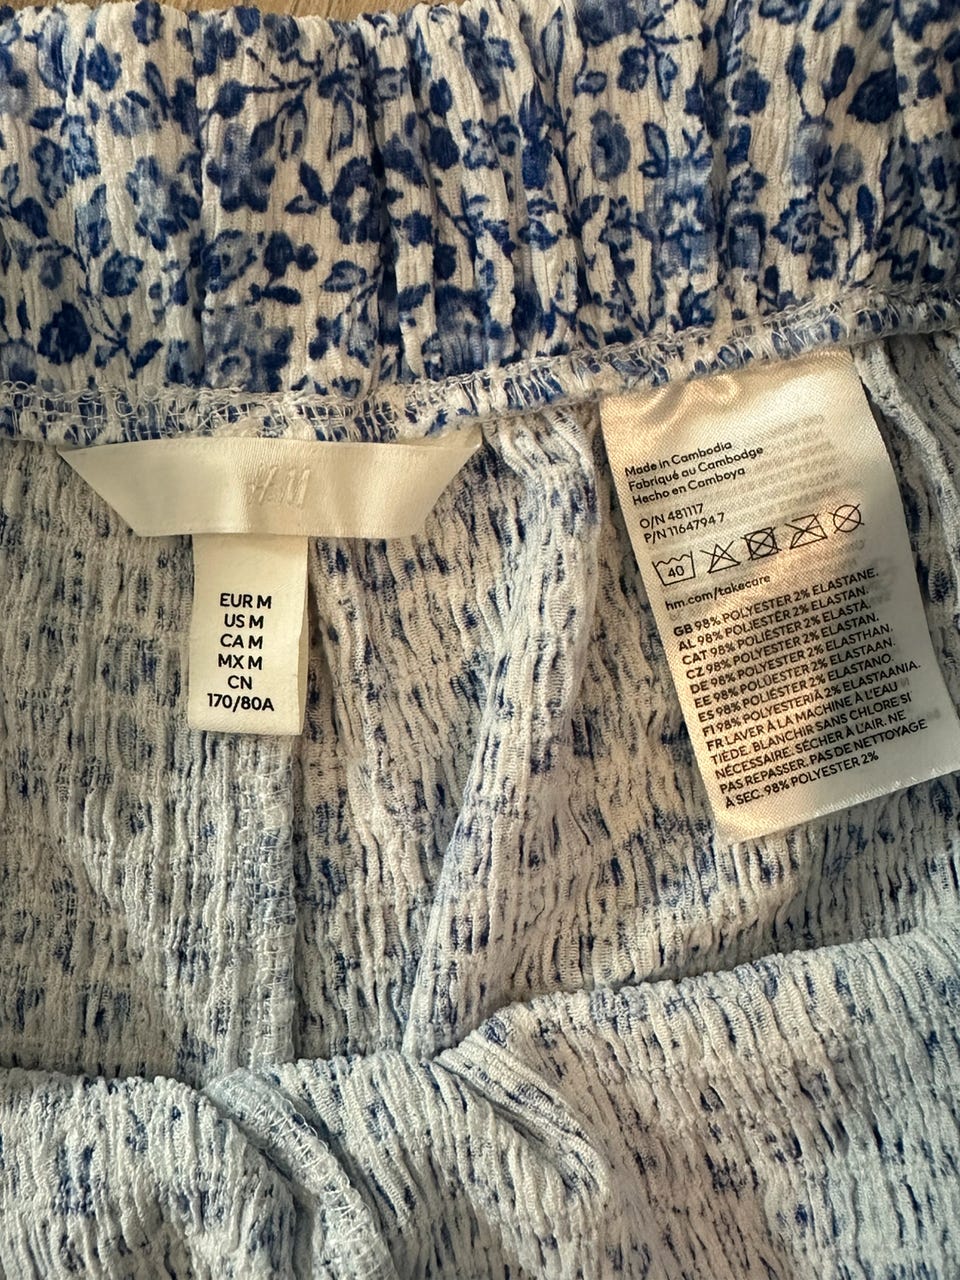 H&M
EUR M
US M
CA M
MX M
CN
170/80A
Made in Cambodia
Fabriqué au Cambodge
Hecho en Camboya
O/N 481117
P/N 1164794 7
40
hm.com/takecare
GB 98% POLYESTER 2% ELASTANE.
AL 98% POLIESTËR 2% ELASTAN.
CAT 98% POLIÈSTER 2% ELASTÀ.
CZ 98% POLYESTER 2% ELASTAN.
DE 98% POLYESTER 2% ELASTHAN.
EE 98% POLÜESTER 2% ELASTAAN.
ES 98% POLIÉSTER 2% ELASTANO.
FI 98% POLYESTERIÄ 2% ELASTAANIA.
FR LAVER À LA MACHINE À L'EAU
TIÈDE. BLANCHIR SANS CHLORE SI
NÉCESSAIRE. SÉCHER À L'AIR. NE
PAS REPASSER. PAS DE NETTOYAGE
À SEC. 98% POLYESTER 2%